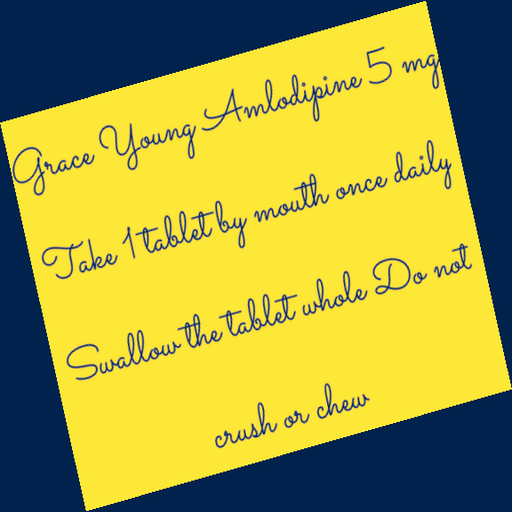 Grace Young Amlodipine 5 mg
Take 1 tablet by mouth once daily
Swallow the tablet whole Do not
crush or chew